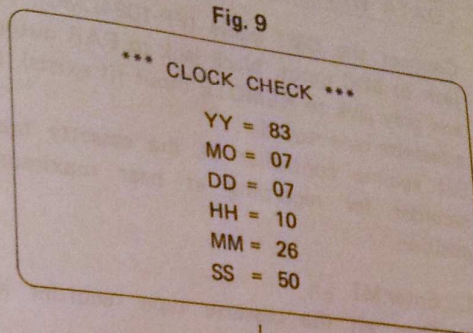 Fig. 9
*** CLOCK CHECK ***
YY = 83
MO = 07
DD = 07
HH = 10
MM = 26
SS = 50